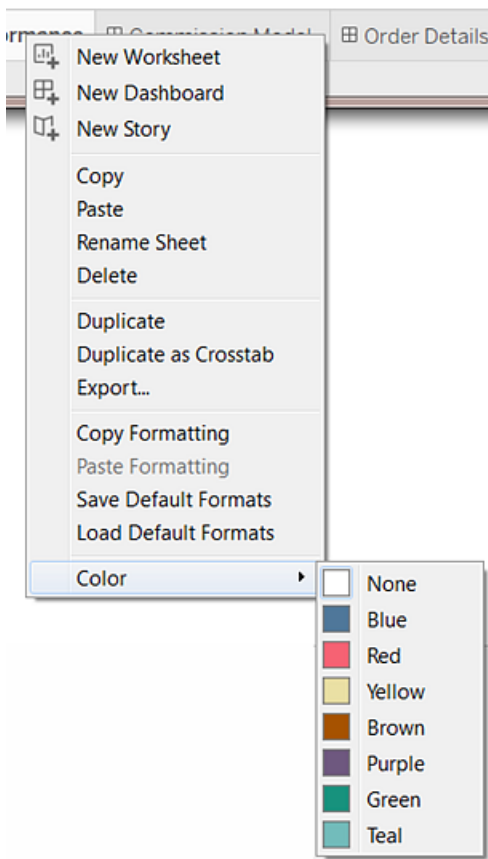 Order Details
New Worksheet
New Dashboard
New Story
Copy
Paste
Rename Sheet
Delete
Duplicate
Duplicate as Crosstab
Export...
Copy Formatting
Paste Formatting
Save Default Formats
Load Default Formats
Color
None
Blue
Red
Yellow
Brown
Purple
Green
Teal